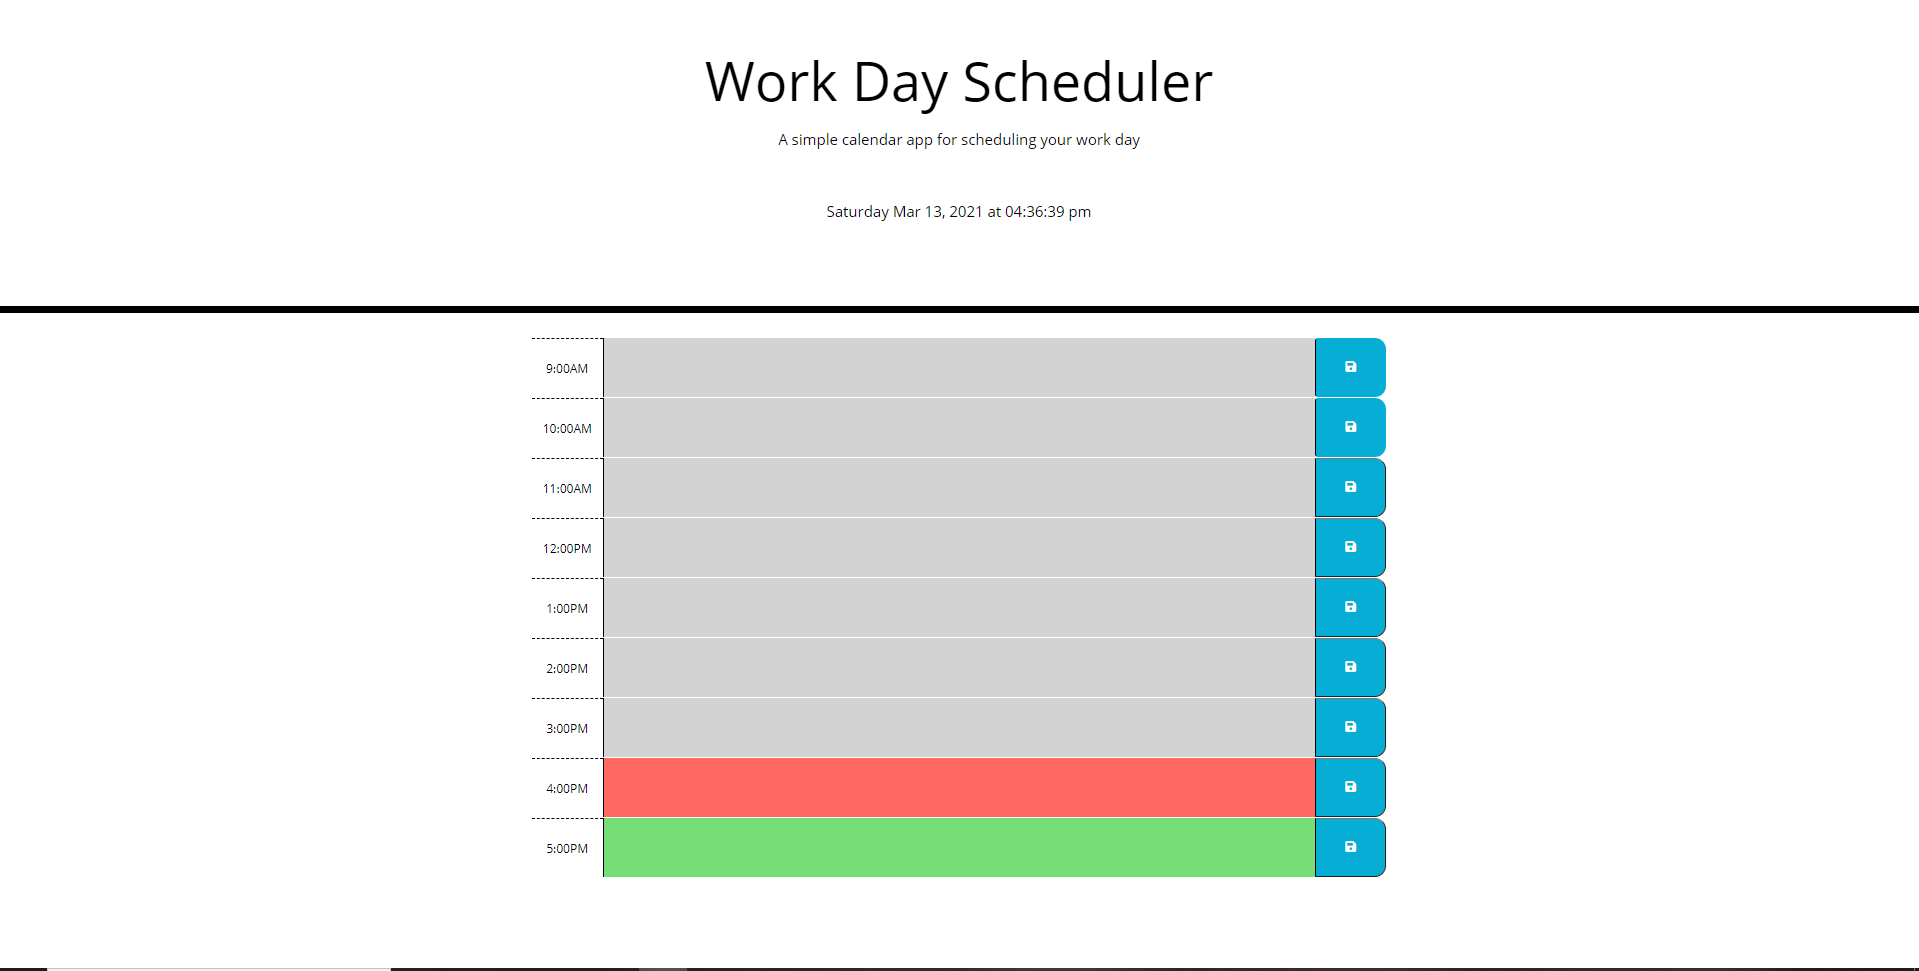 Work Day Scheduler
A simple calendar app for scheduling your work day
Saturday Mar 13, 2021 at 04:36:39 pm
9:00AM
10:00AM
11:00AM
12:00PM
1:00PM
2:00PM
3:00PM
4:00PM
5:00PM